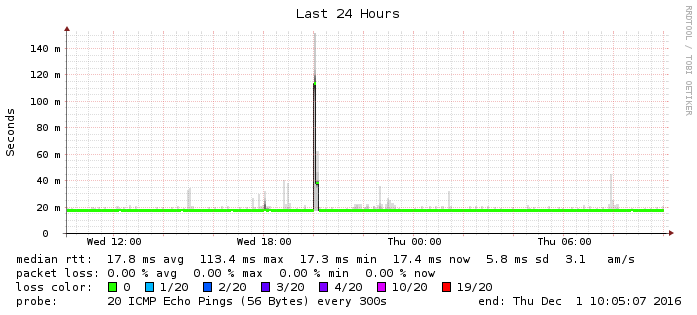 Last 24 Hours
RRDTOOL / TOBI OETIKER
Seconds
140 m
120 m
100 m
80 m
60 m
40 m
20 m
0
Wed 12:00 Wed 18:00 Thu 00:00 Thu 06:00
median rtt: 17.8 ms avg 113.4 ms max 17.3 ms min 17.4 ms now 5.8 ms sd 3.1 am/s
packet loss: 0.00 % avg 0.00 % max 0.00 % min 0.00 % now
loss color: 0 1/20 2/20 3/20 4/20 10/20 19/20
probe: 20 ICMP Echo Pings (56 Bytes) every 300s end: Thu Dec 1 10:05:07 2016